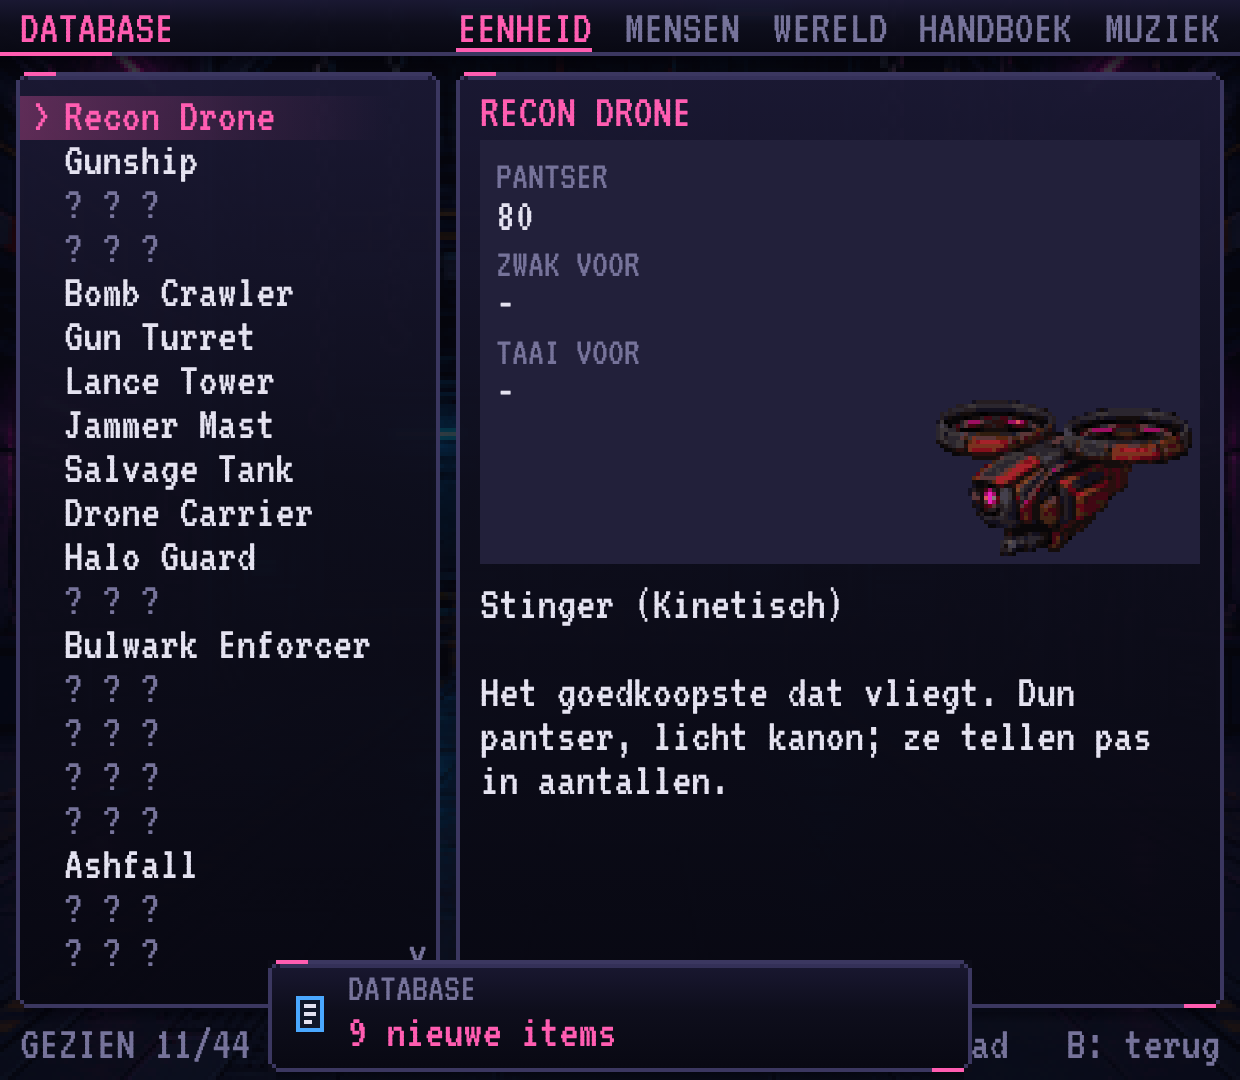 DATABASE
EENHEID MENSEN WERELD HANDBOEK MUZIEK
> Recon Drone
Gunship
? ? ?
? ? ?
Bomb Crawler
Gun Turret
Lance Tower
Jammer Mast
Salvage Tank
Drone Carrier
Halo Guard
? ? ?
Bulwark Enforcer
? ? ?
? ? ?
? ? ?
? ? ?
Ashfall
? ? ?
? ? ?
RECON DRONE
PANTSER
80
ZWAK VOOR
-
TAAI VOOR
-
Stinger (Kinetisch)
Het goedkoopste dat vliegt. Dun
pantser, licht kanon; ze tellen pas
in aantallen.
DATABASE
9 nieuwe items
GEZIEN 11/44
B: terug